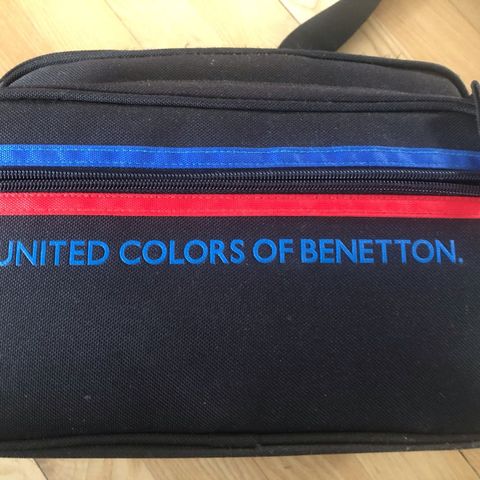 UNITED COLORS OF BENETTON.